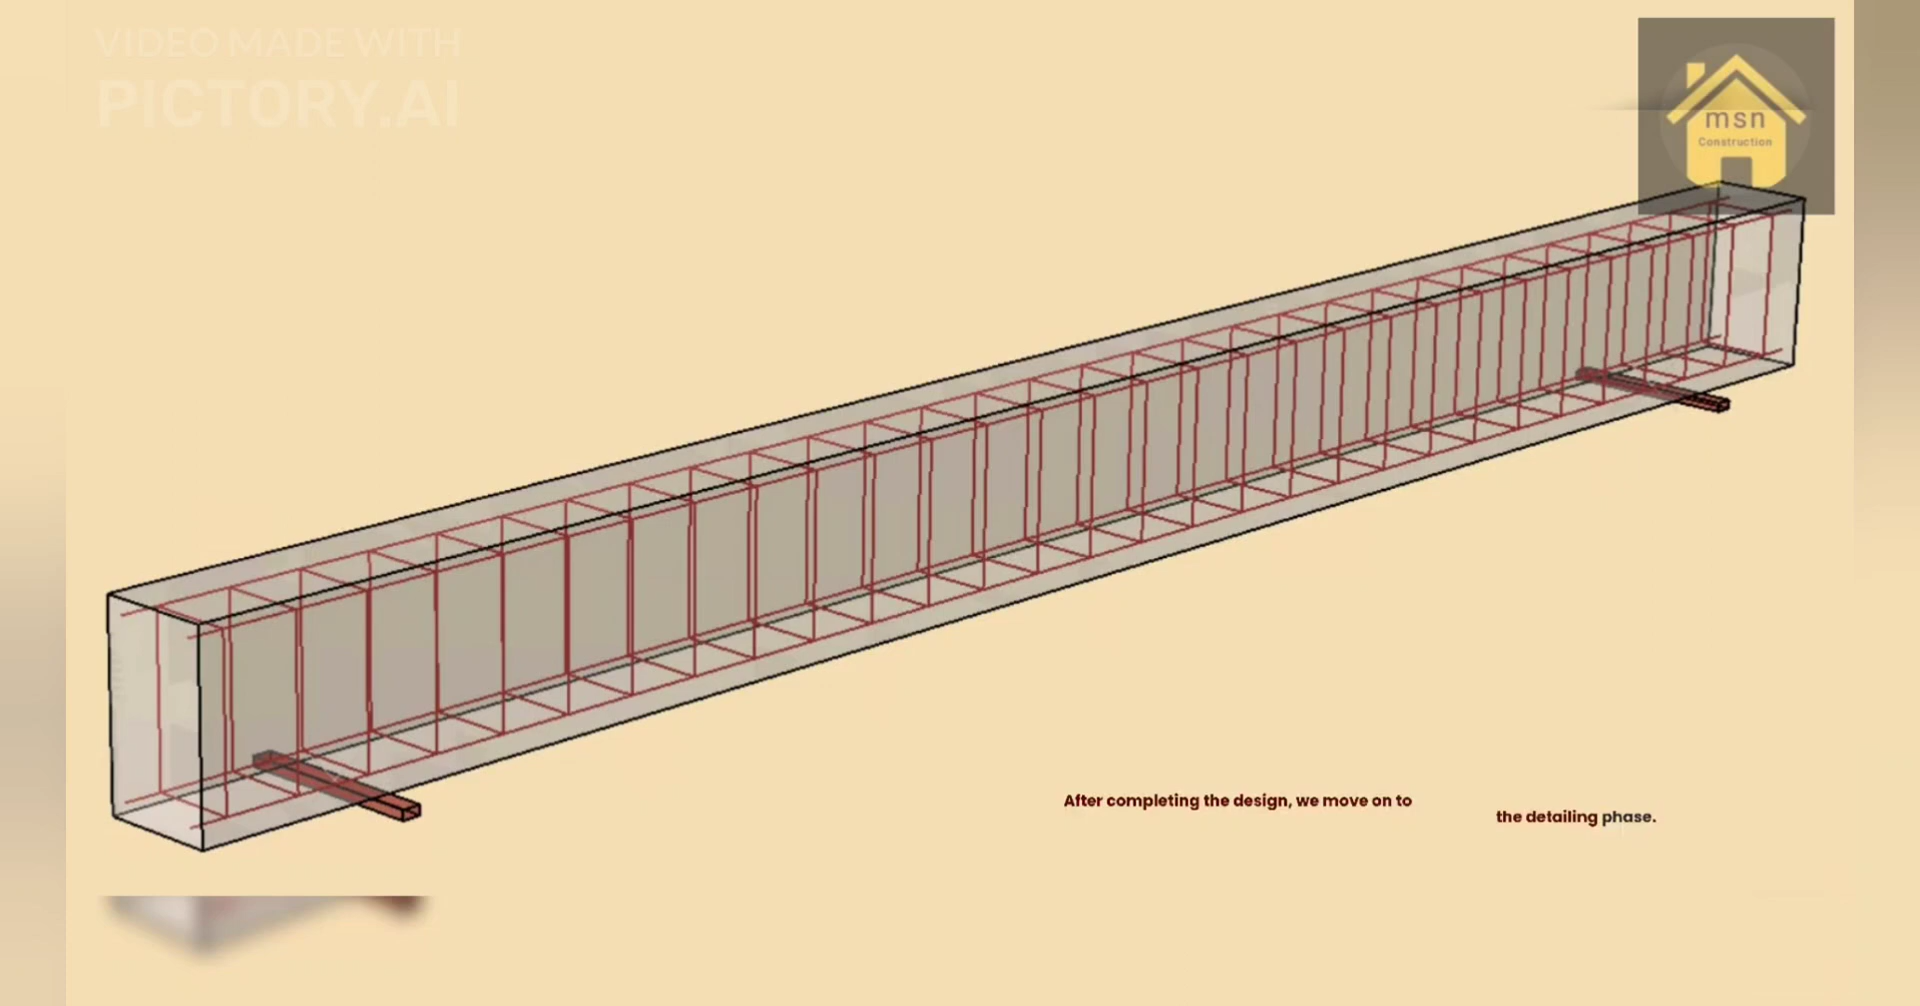 VIDEO MADE WITH
PICTORY.AI
msn
Construction
After completing the design, we move on to
the detailing phase.